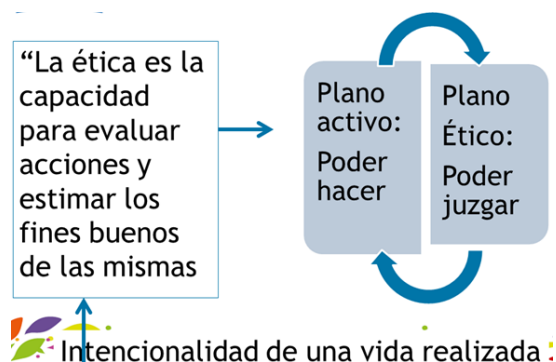 “La ética es la
capacidad
para evaluar
acciones y
estimar los
fines buenos
de las mismas
Plano
activo:
Poder
hacer
Plano
Ético:
Poder
juzgar
Intencionalidad de una vida realizada